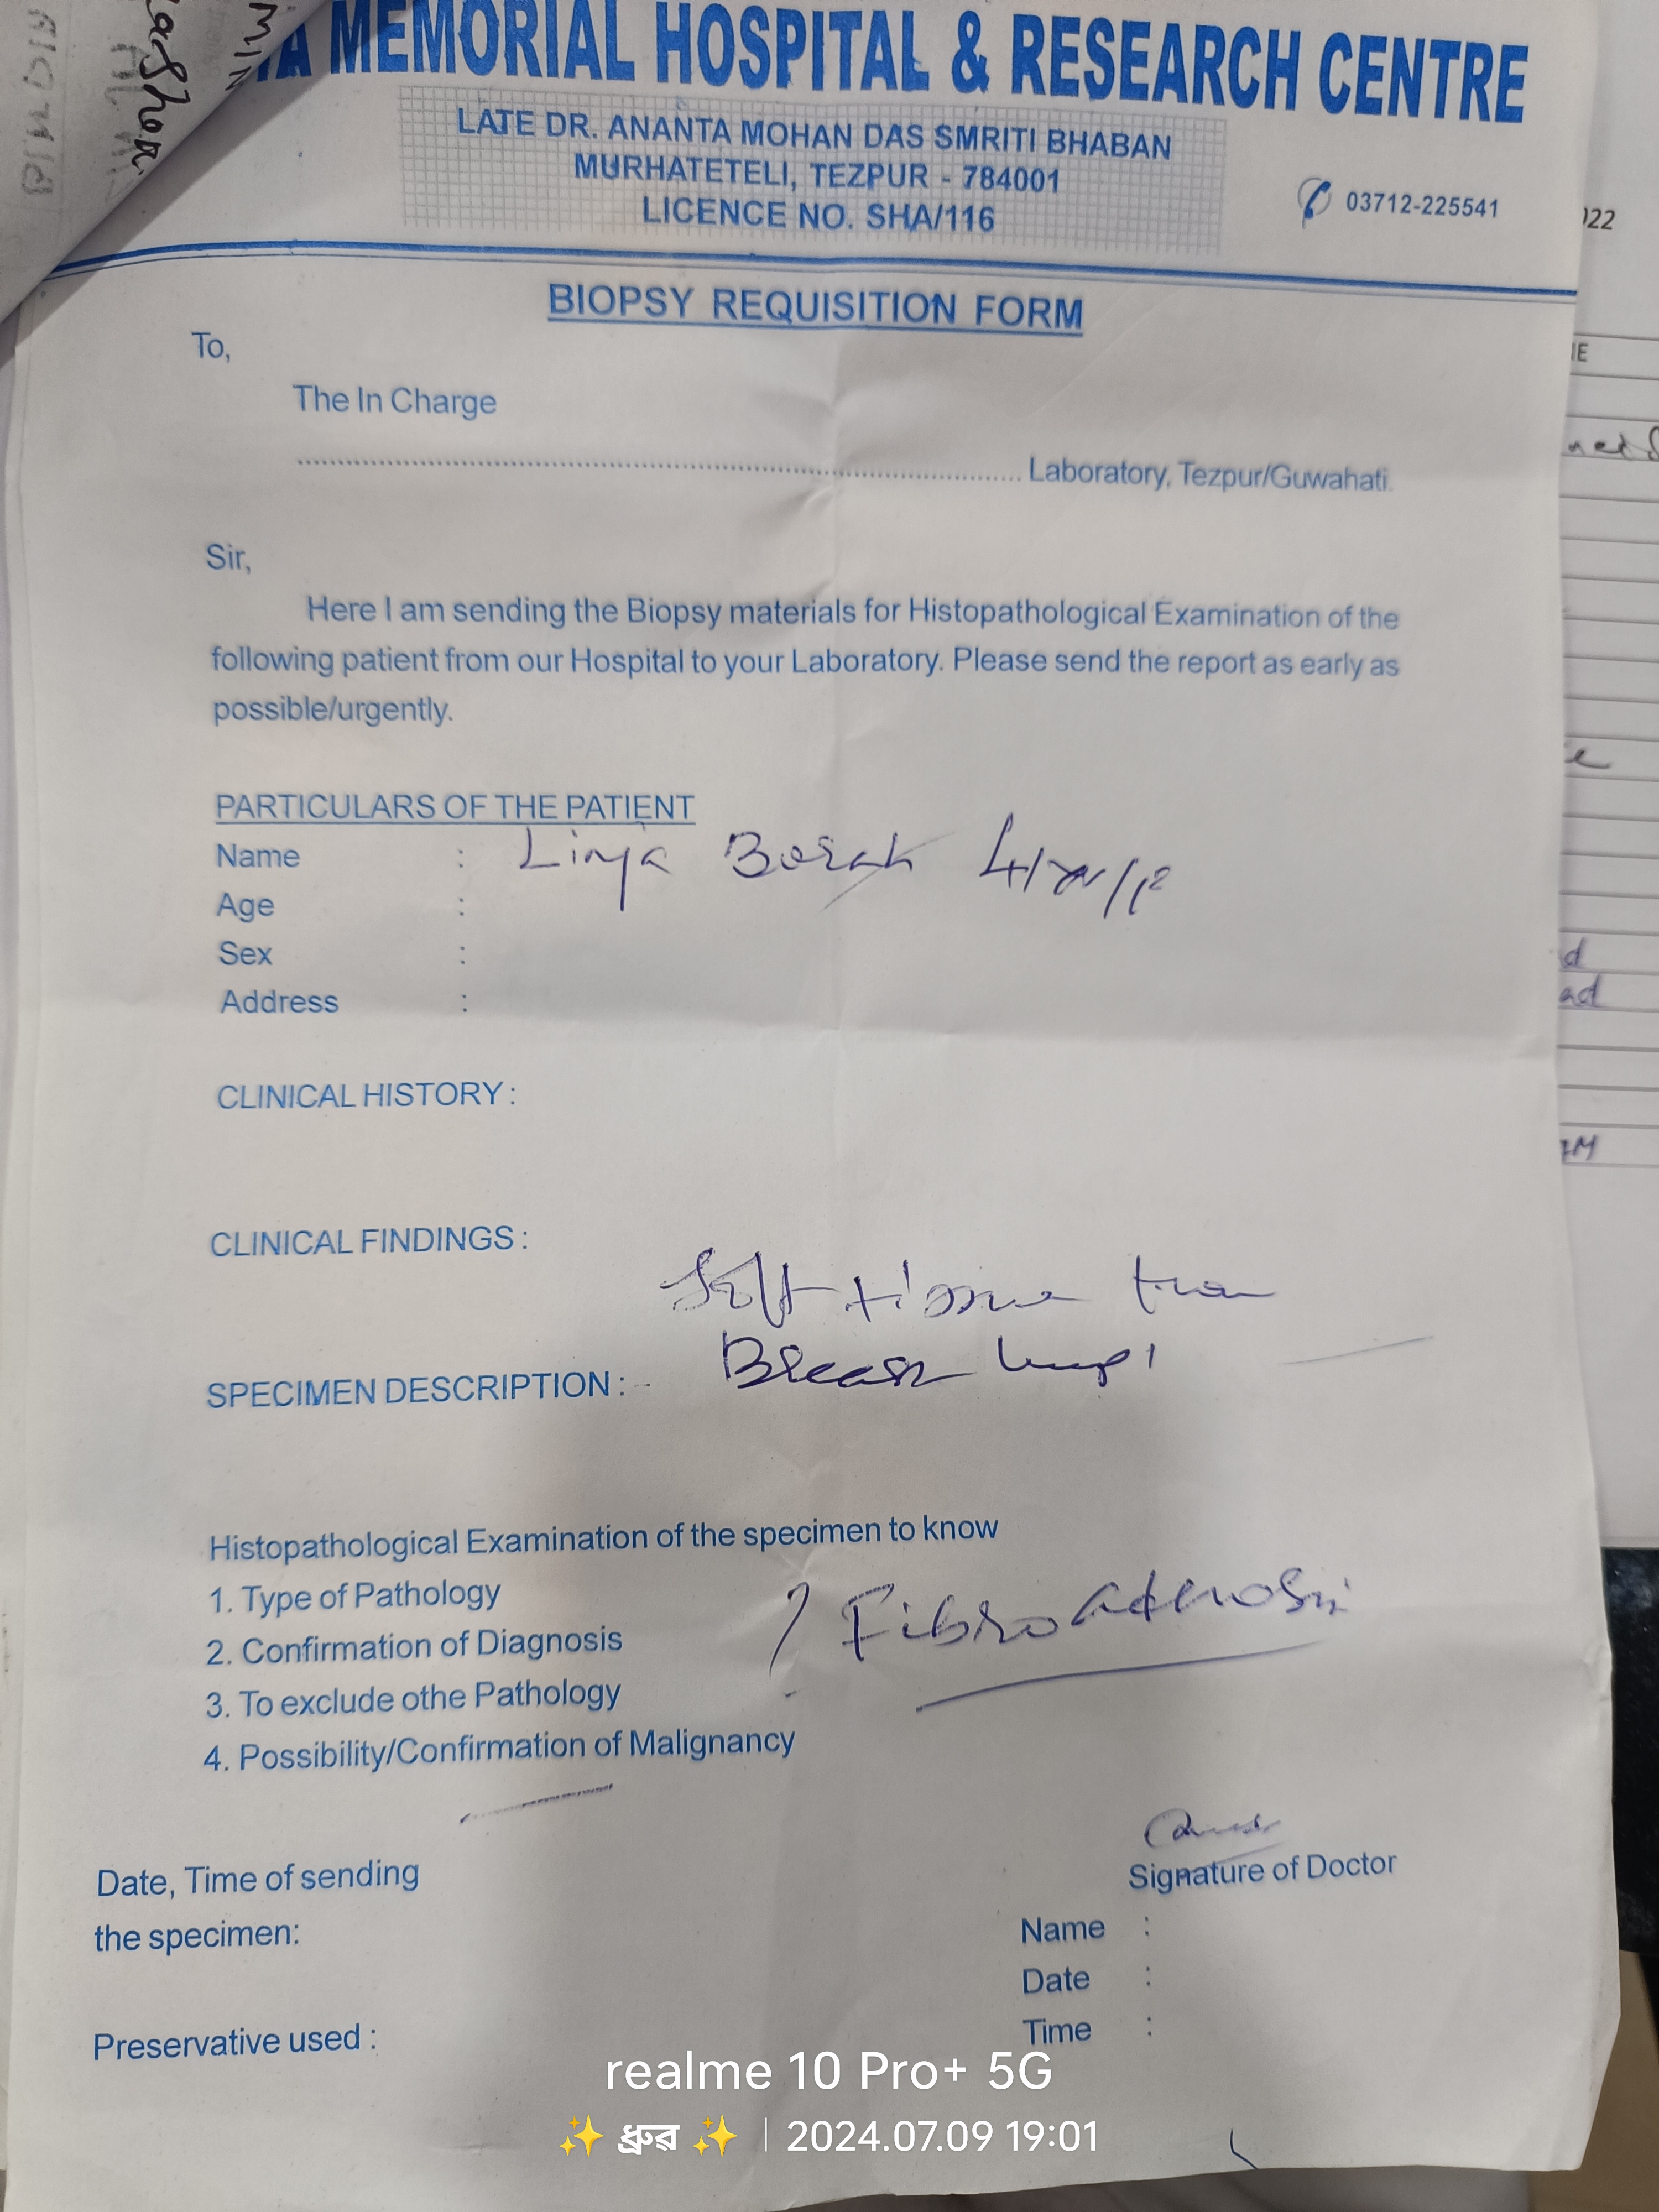 MEMORIAL HOSPITAL & RESEARCH CENTRE
LATE DR. ANANTA MOHAN DAS SMRITI BHABAN
MURHATETELI, TEZPUR - 784001
LICENCE NO. SHA/116
03712-225541
BIOPSY REQUISITION FORM
To,
The In Charge
Laboratory, Tezpur/Guwahati.
Sir,
Here I am sending the Biopsy materials for Histopathological Examination of the
following patient from our Hospital to your Laboratory. Please send the report as early as
possible/urgently.
PARTICULARS OF THE PATIENT
Name : Borah
Age :
Sex :
Address :
CLINICAL HISTORY :
CLINICAL FINDINGS :
Soft tissue from
SPECIMEN DESCRIPTION : - Breast lump
Histopathological Examination of the specimen to know
1. Type of Pathology
2. Confirmation of Diagnosis ? Fibroadenosis
3. To exclude othe Pathology
4. Possibility/Confirmation of Malignancy
Date, Time of sending
the specimen:
Signature of Doctor
Name :
Date :
Time :
Preservative used :
realme 10 Pro+ 5G
✨ ধ্ৰুৱ ✨ | 2024.07.09 19:01